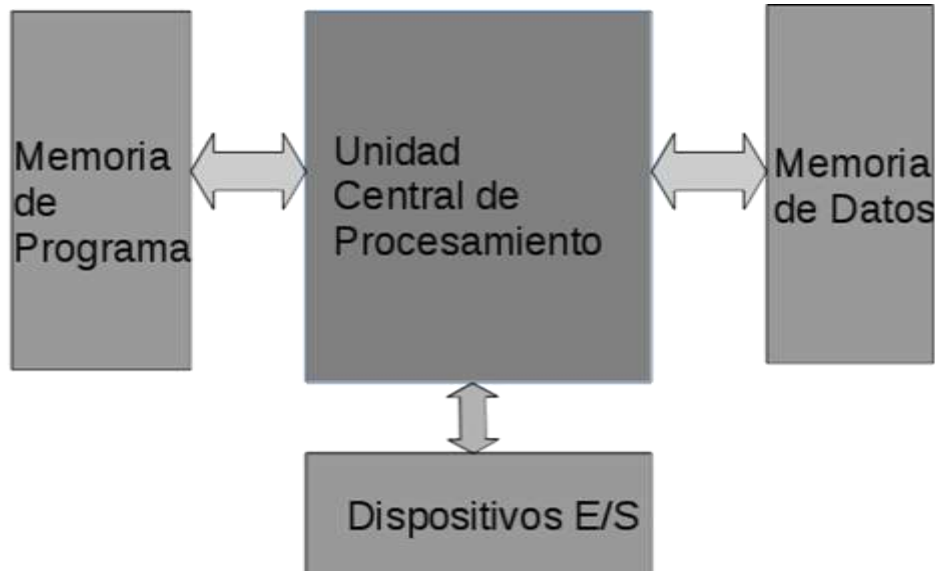 Memoria
de
Programa
Unidad
Central de
Procesamiento
Memoria
de Datos
Dispositivos E/S